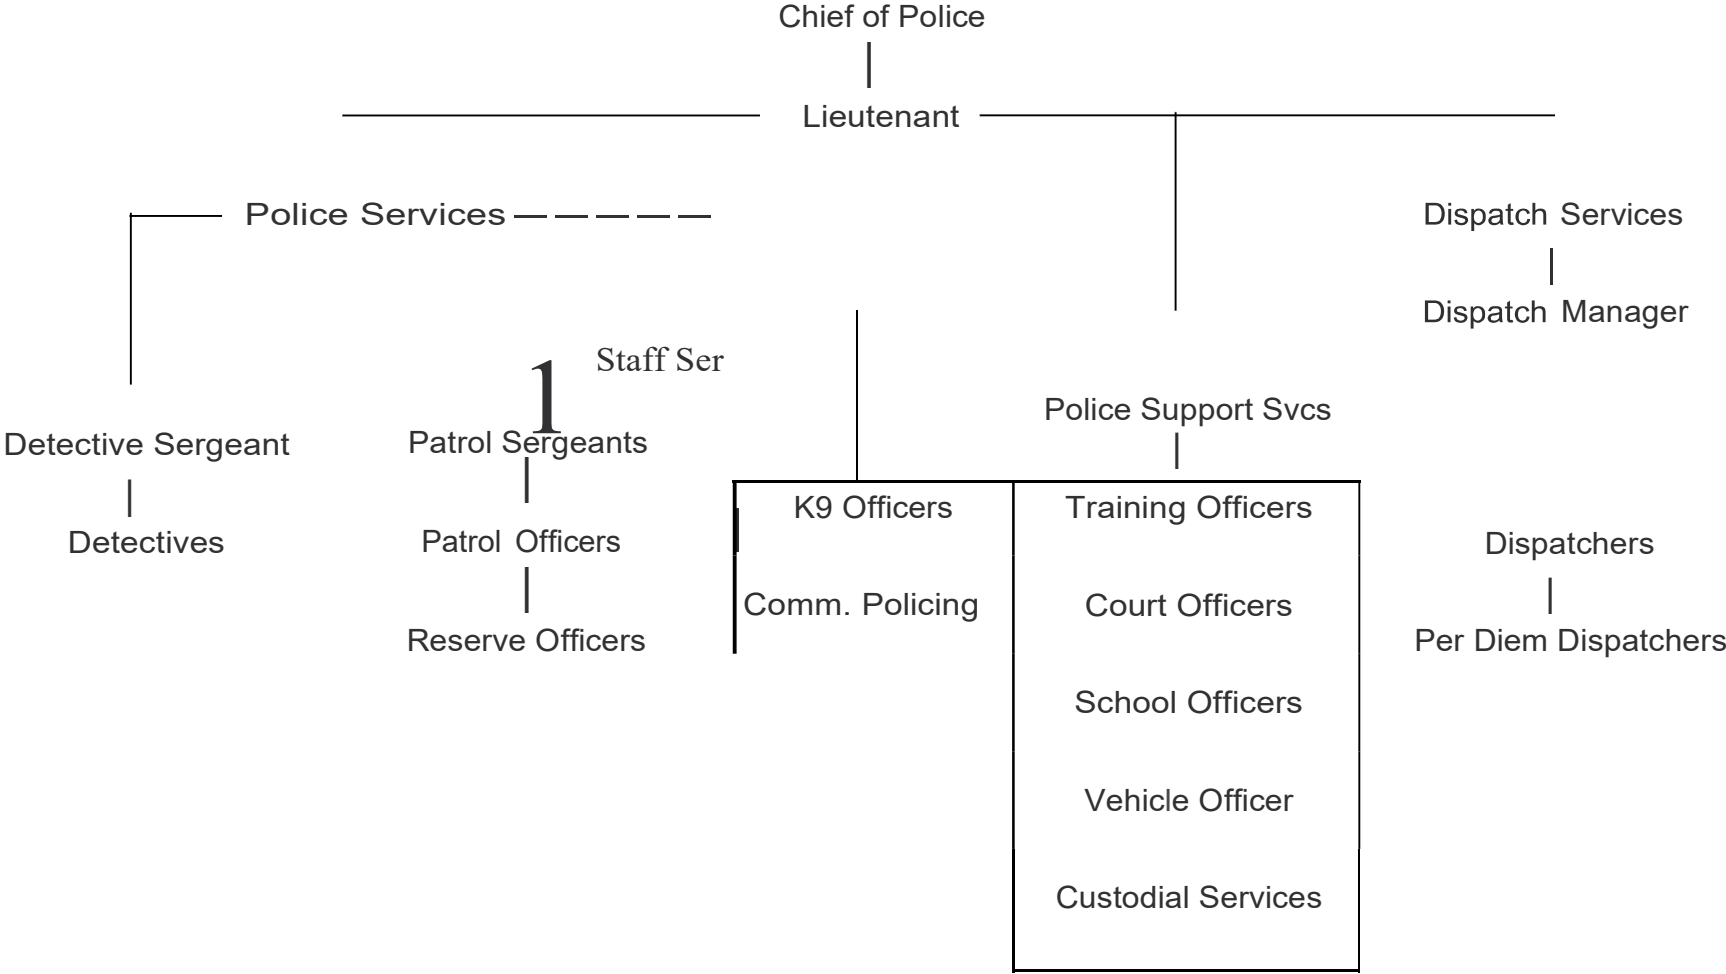 Chief of Police
Lieutenant
Police Services
Dispatch Services
Dispatch Manager
Staff Ser
1
Police Support Svcs
Detective Sergeant
Patrol Sergeants
K9 Officers
Training Officers
Detectives
Patrol Officers
Dispatchers
Comm. Policing
Court Officers
Reserve Officers
Per Diem Dispatchers
School Officers
Vehicle Officer
Custodial Services